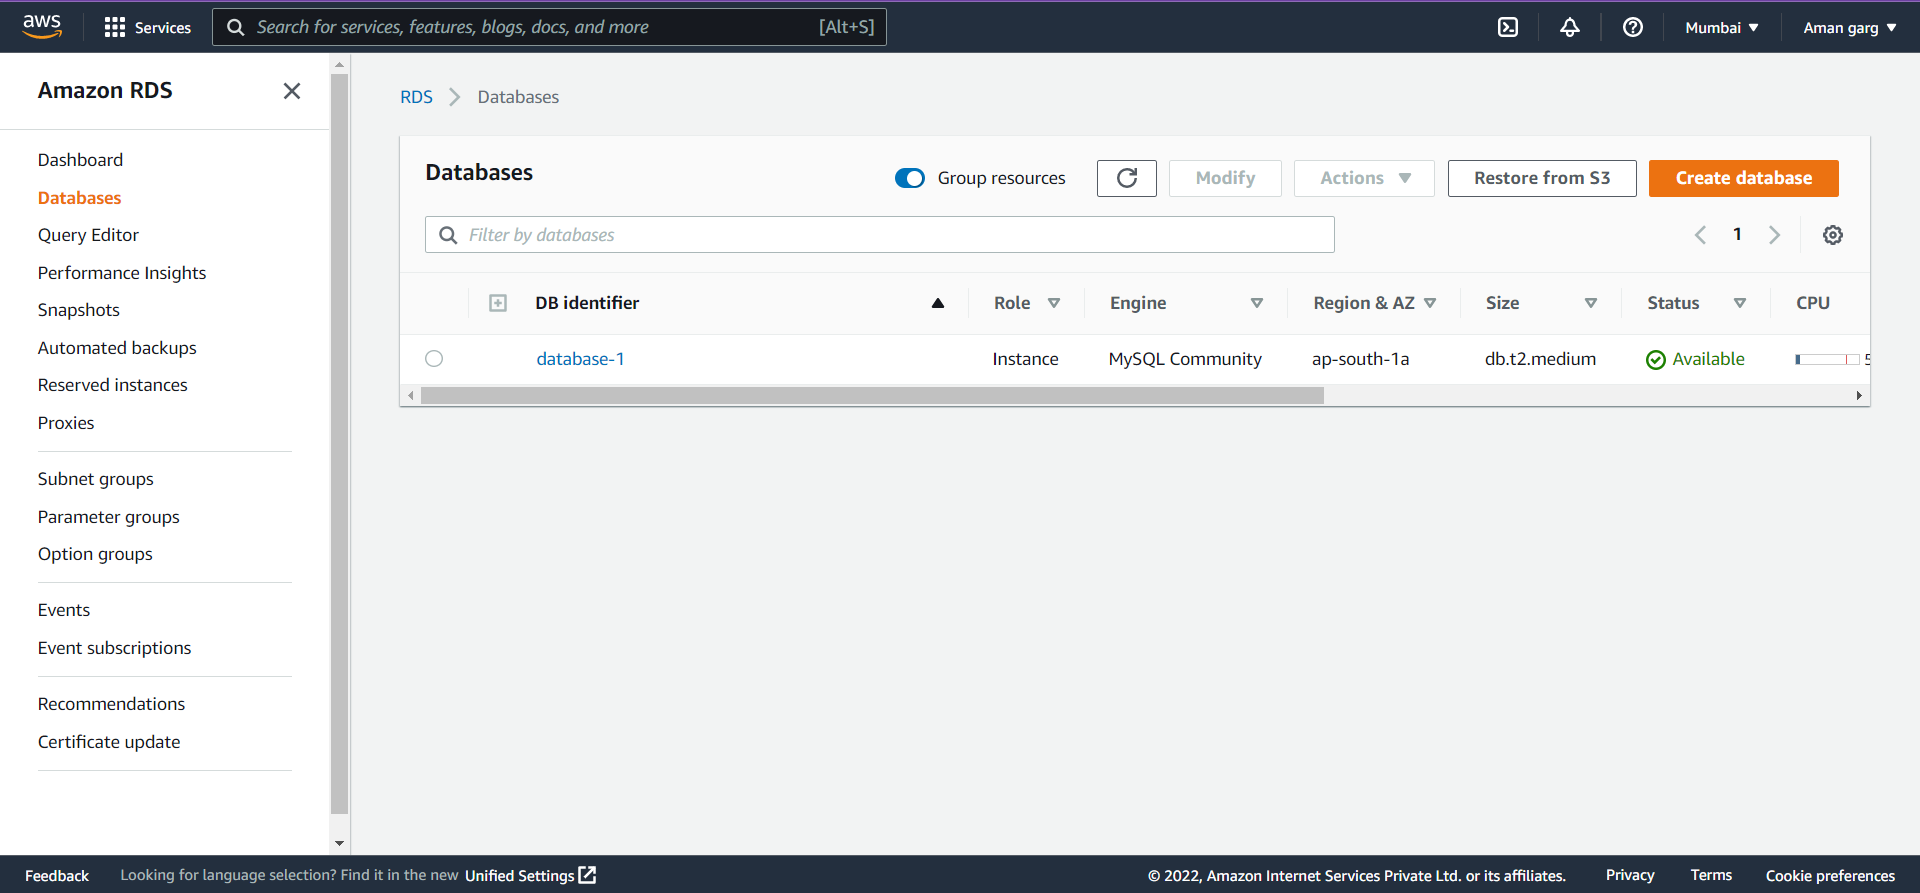 aws Services Search for services, features, blogs, docs, and more [Alt+S] Mumbai Aman garg
Amazon RDS
Dashboard
Databases
Query Editor
Performance Insights
Snapshots
Automated backups
Reserved instances
Proxies
Subnet groups
Parameter groups
Option groups
Events
Event subscriptions
Recommendations
Certificate update
RDS Databases
Databases Group resources Modify Actions Restore from S3 Create database
Filter by databases 1
DB identifier Role Engine Region & AZ Size Status CPU
database-1 Instance MySQL Community ap-south-1a db.t2.medium Available
Feedback Looking for language selection? Find it in the new Unified Settings © 2022, Amazon Internet Services Private Ltd. or its affiliates. Privacy Terms Cookie preferences